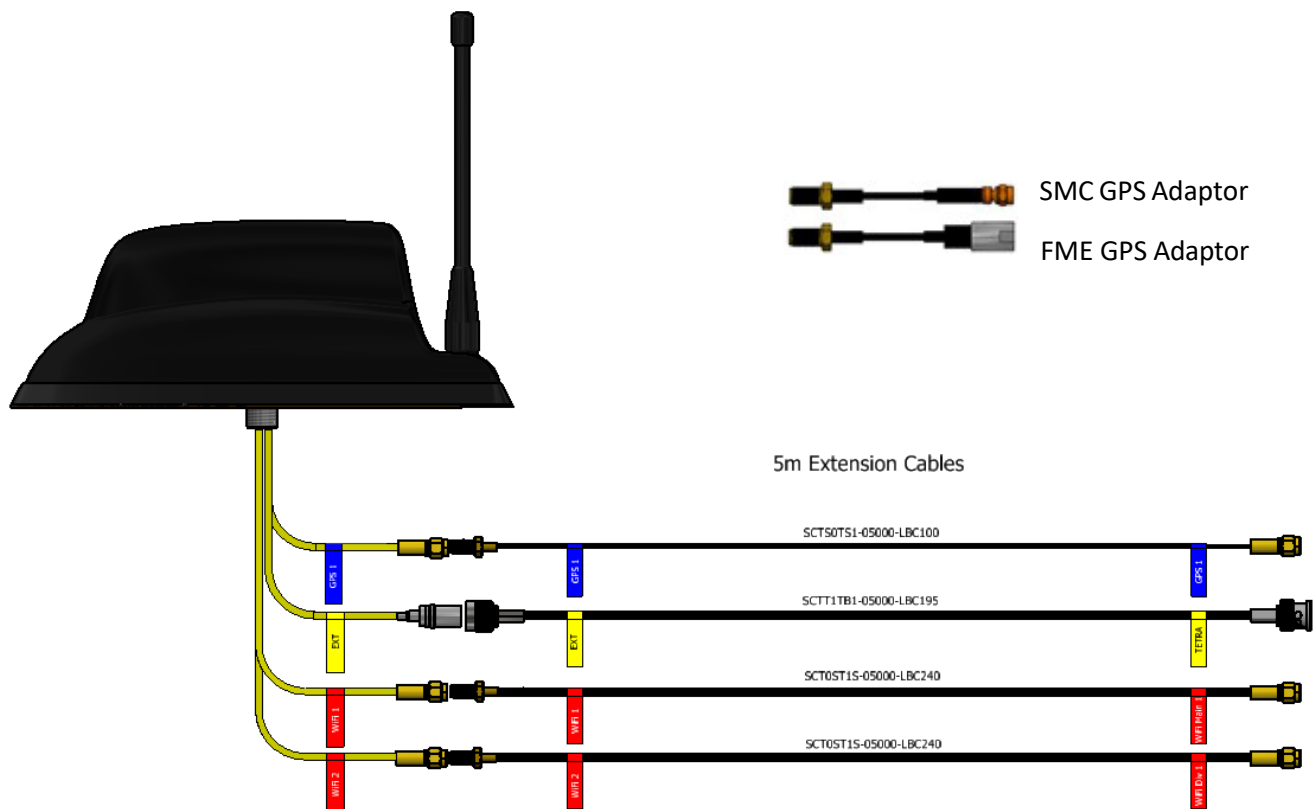 SMC GPS Adaptor
FME GPS Adaptor
5m Extension Cables
SCTS0TS1-05000-LBC100
GPS 1
GPS 1
GPS 1
SCTT1TB1-05000-LBC195
EXT
EXT
TETRA
SCT0ST1S-05000-LBC240
WiFi 1
WiFi 1
WiFi Main 1
SCT0ST1S-05000-LBC240
WiFi 2
WiFi 2
WiFi Div 1